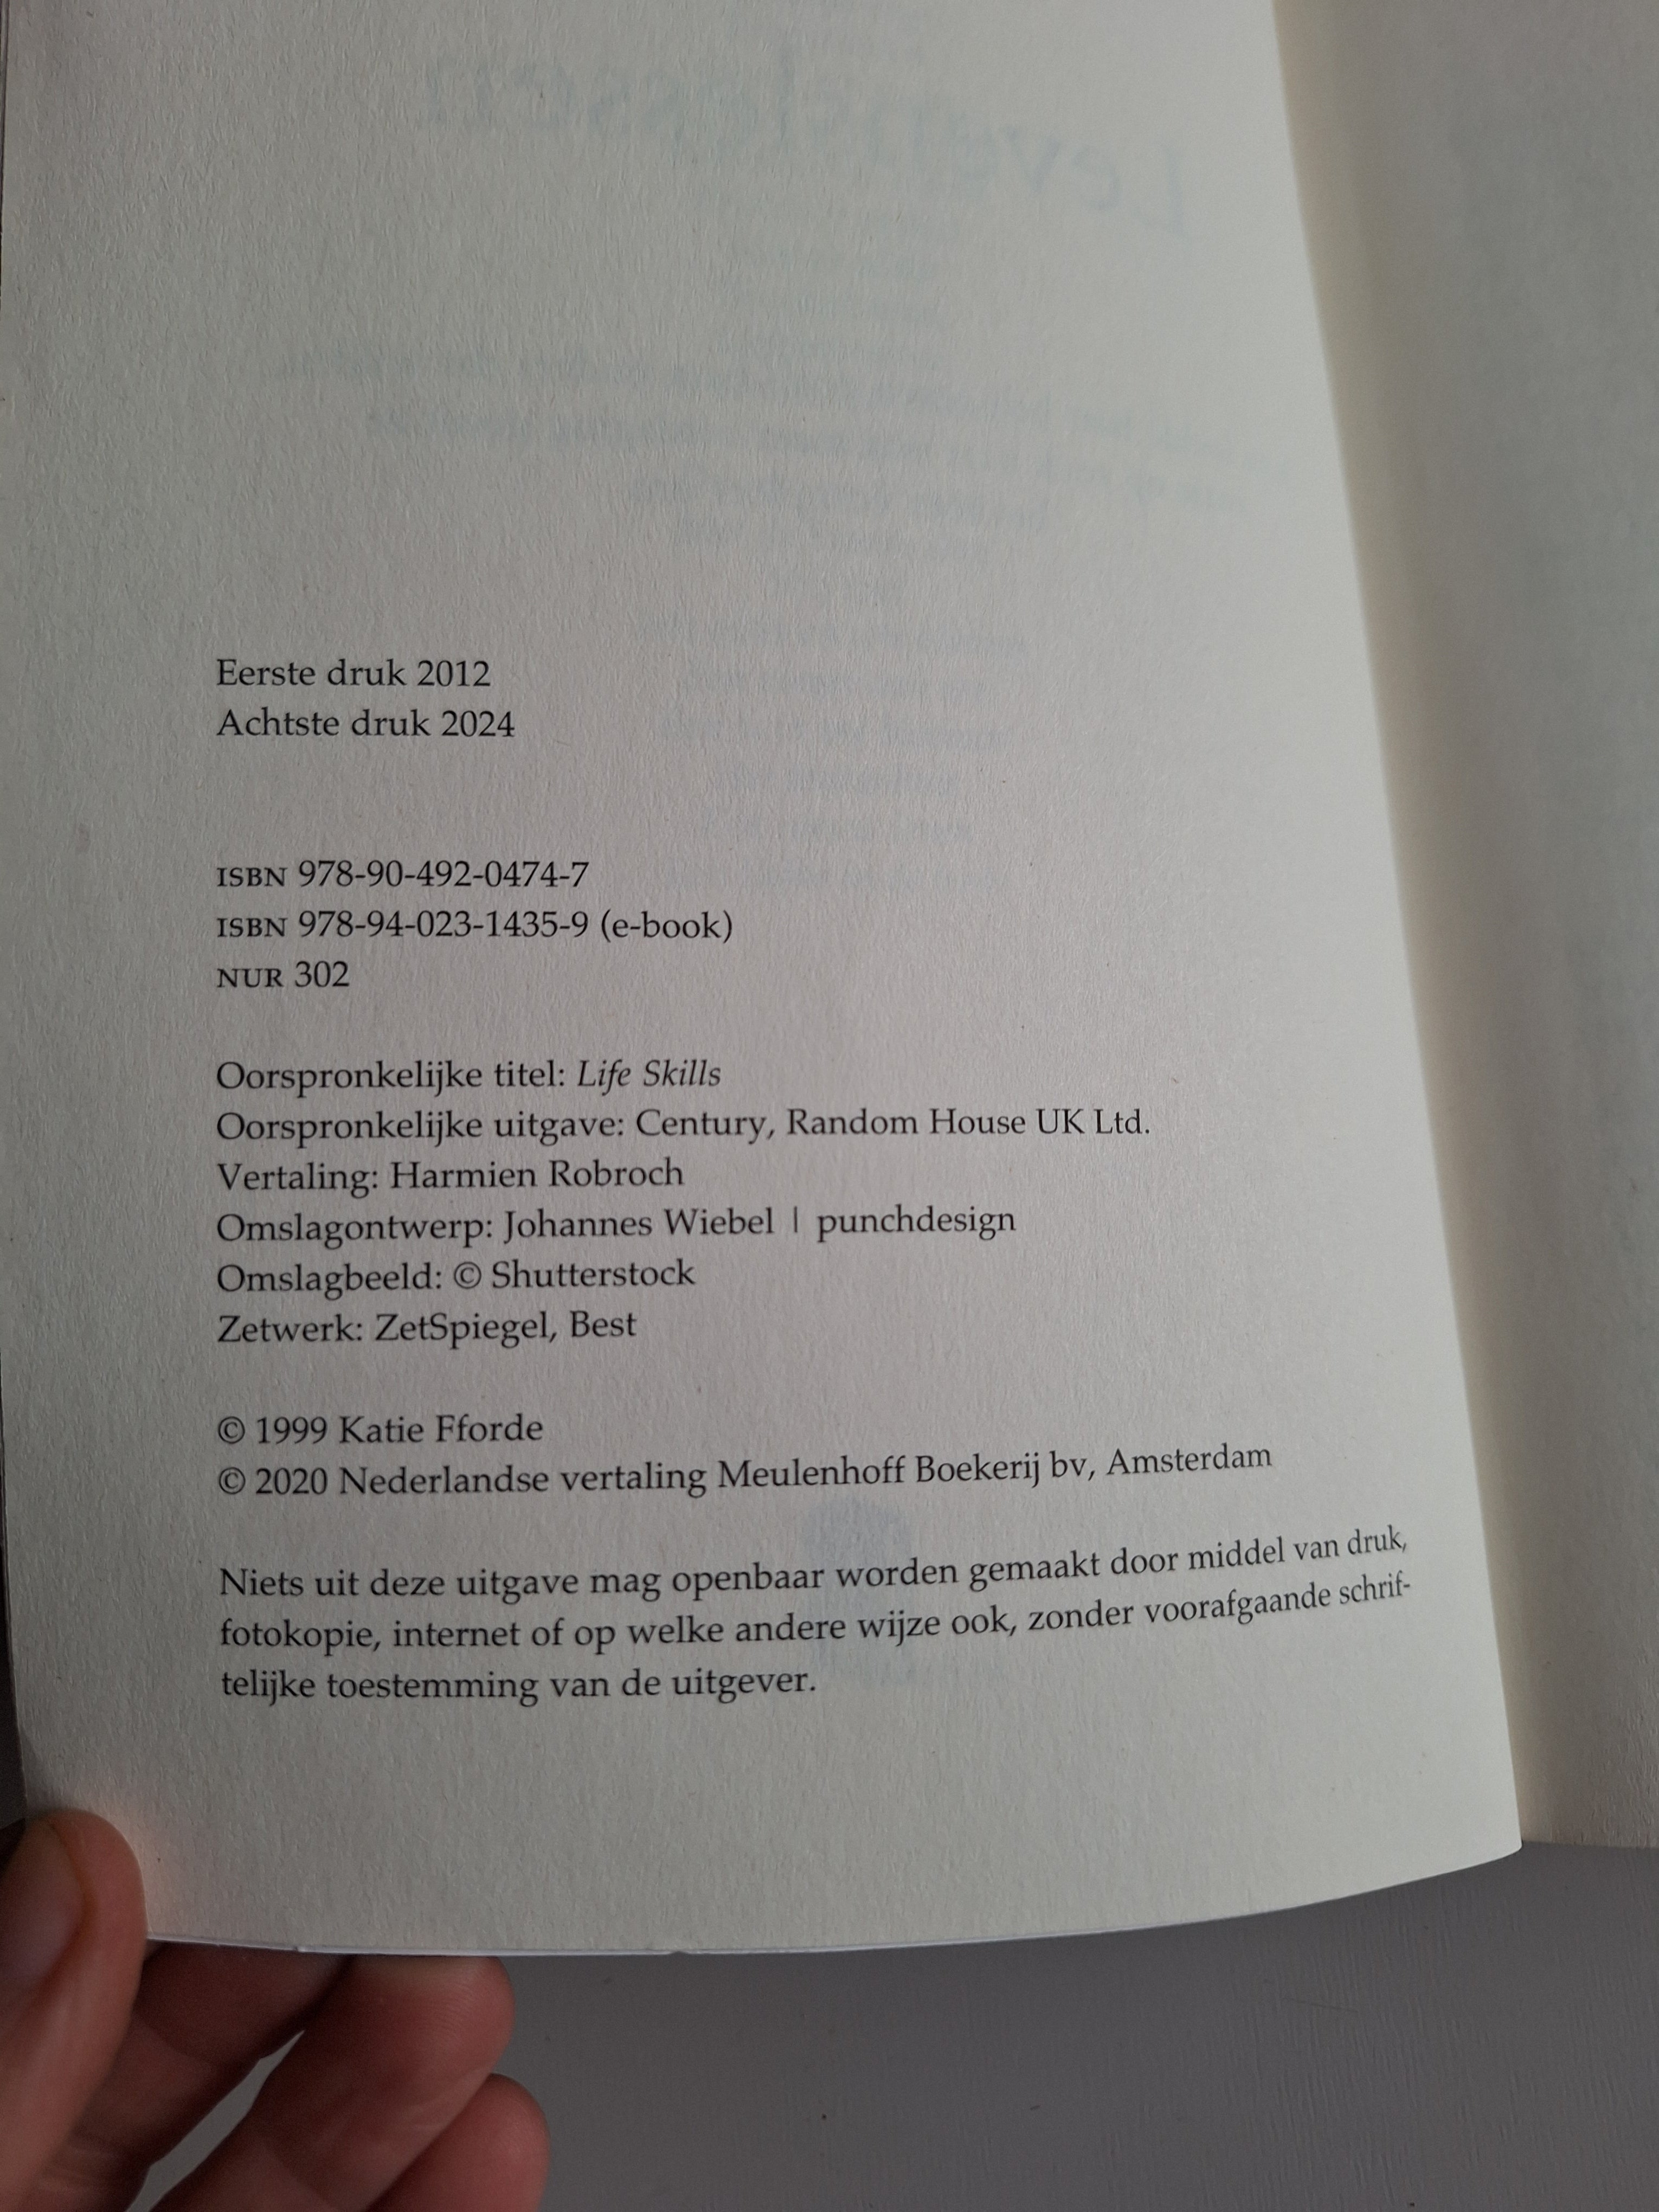 Levenslessen
Eerste druk 2012
Achtste druk 2024
ISBN 978-90-492-0474-7
ISBN 978-94-023-1435-9 (e-book)
NUR 302
Oorspronkelijke titel: Life Skills
Oorspronkelijke uitgave: Century, Random House UK Ltd.
Vertaling: Harmien Robroch
Omslagontwerp: Johannes Wiebel | punchdesign
Omslagbeeld: © Shutterstock
Zetwerk: ZetSpiegel, Best
© 1999 Katie Fforde
© 2020 Nederlandse vertaling Meulenhoff Boekerij bv, Amsterdam
Niets uit deze uitgave mag openbaar worden gemaakt door middel van druk,
fotokopie, internet of op welke andere wijze ook, zonder voorafgaande schrif-
telijke toestemming van de uitgever.